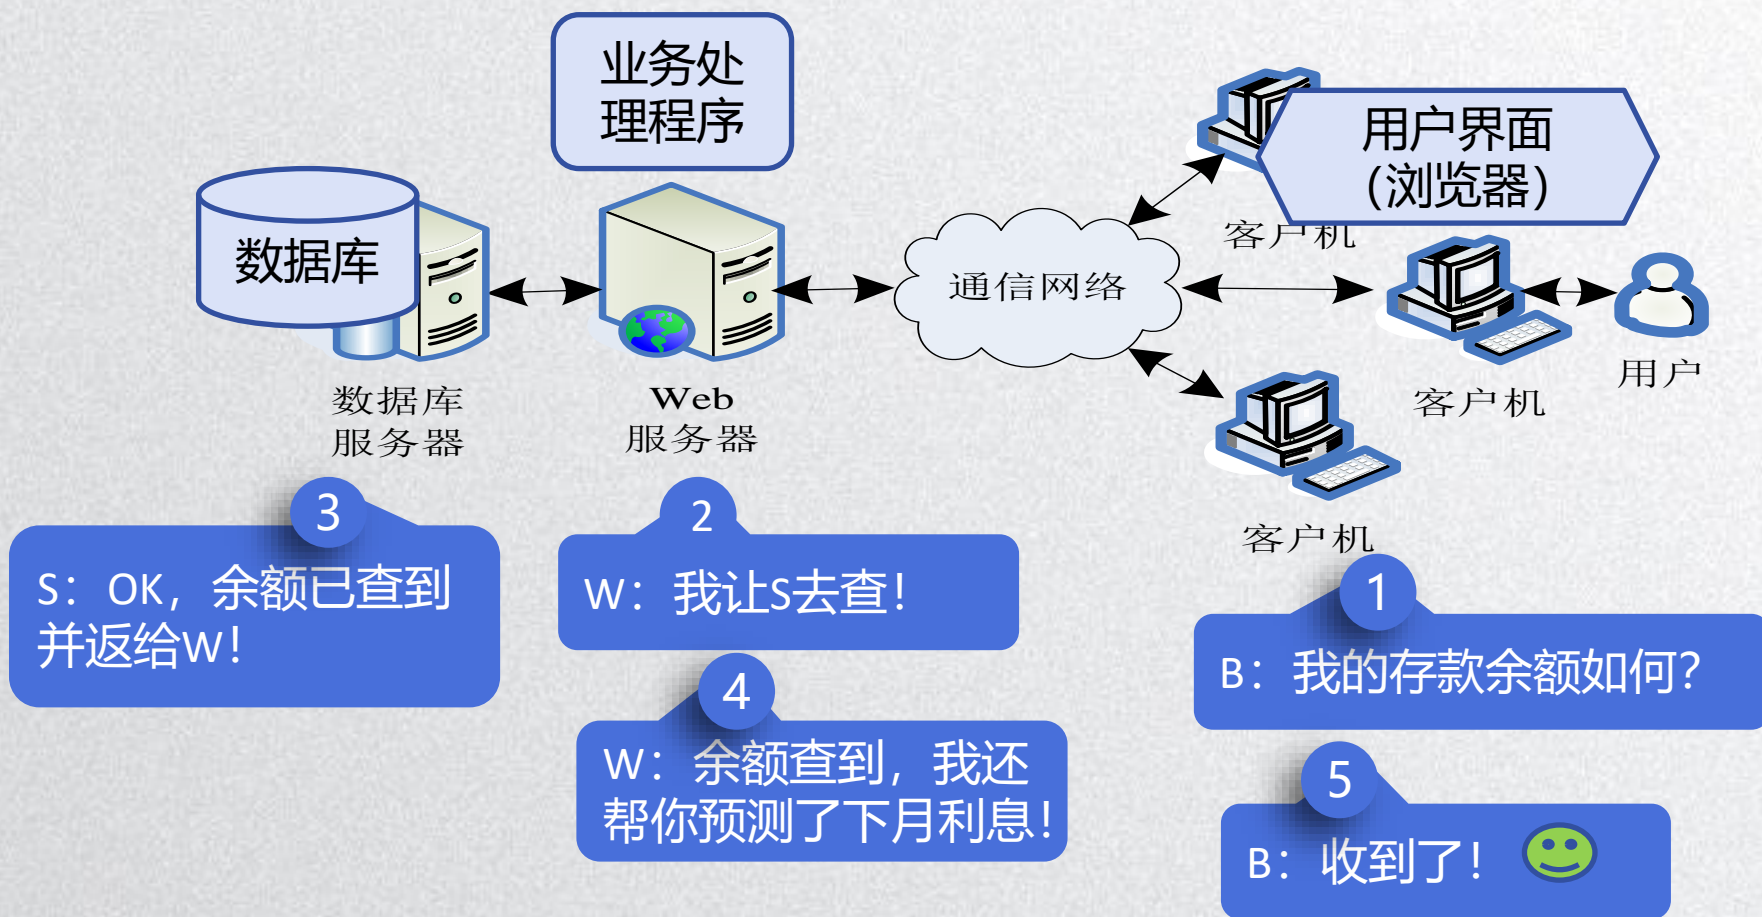 业务处
理程序
用户界面
（浏览器）
数据库
客户机
通信网络
数据库
服务器
Web
服务器
客户机
用户
客户机
3
S：OK，余额已查到
并返给W！
2
W：我让S去查！
4
W：余额查到，我还
帮你预测了下月利息！
1
B：我的存款余额如何？
5
B：收到了！